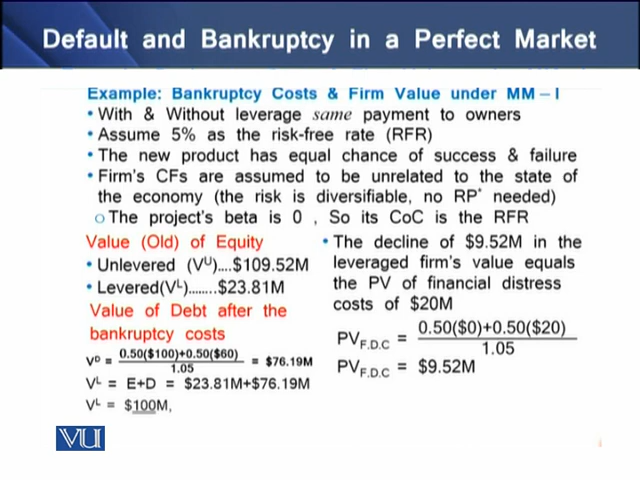 Default and Bankruptcy in a Perfect Market
Example: Bankruptcy Costs & Firm Value under MM – I
• With & Without leverage same payment to owners
• Assume 5% as the risk-free rate (RFR)
• The new product has equal chance of success & failure
• Firm's CFs are assumed to be unrelated to the state of
the economy (the risk is diversifiable, no RP* needed)
o The project's beta is 0 , So its CoC is the RFR
Value (Old) of Equity
• Unlevered (Vᵁ)....$109.52M
• Levered(Vᴸ)........$23.81M
Value of Debt after the
bankruptcy costs
Vᴰ = 0.50($100)+0.50($60) / 1.05 = $76.19M
Vᴸ = E+D = $23.81M+$76.19M
Vᴸ = $100M,
• The decline of $9.52M in the
leveraged firm's value equals
the PV of financial distress
costs of $20M
PV F.D.C = 0.50($0)+0.50($20) / 1.05
PV F.D.C = $9.52M
VU